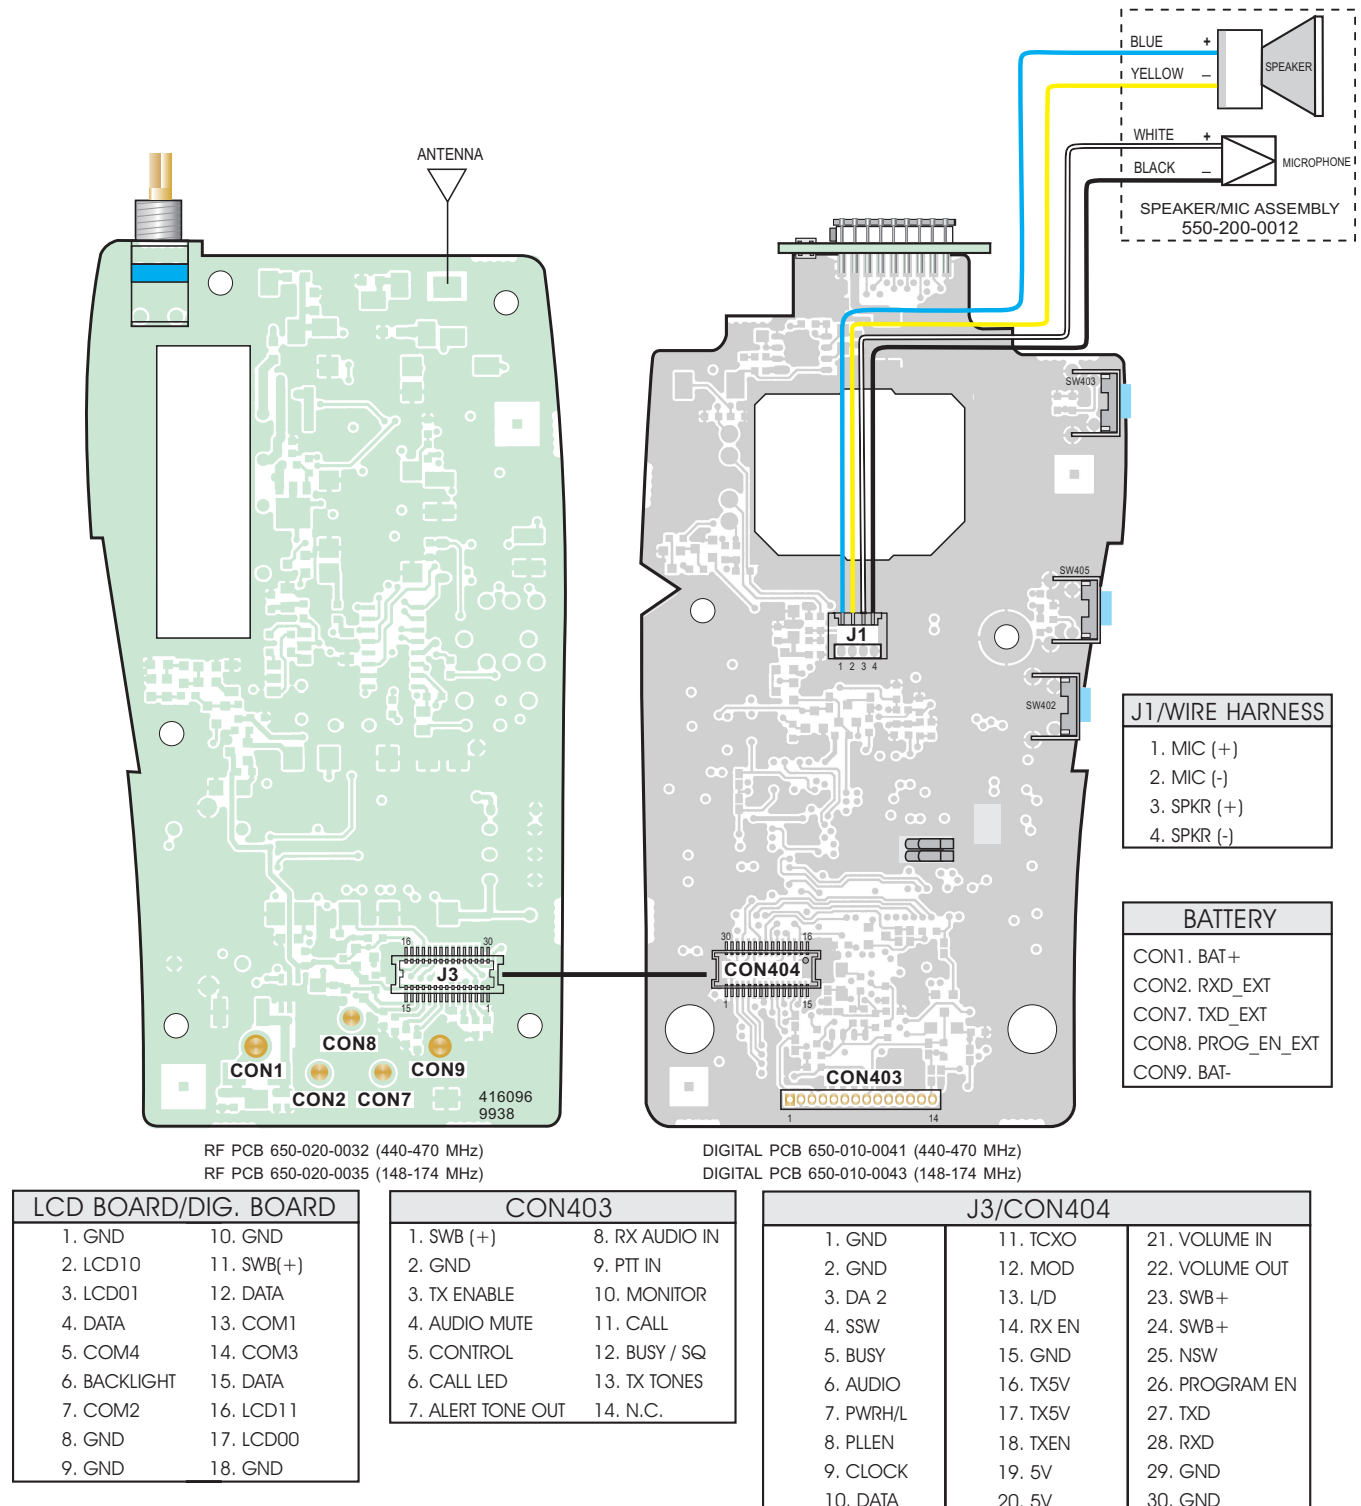 BLUE +
YELLOW –
SPEAKER
WHITE +
BLACK –
MICROPHONE
SPEAKER/MIC ASSEMBLY
550-200-0012
ANTENNA
SW403
SW405
SW402
J1
1 2 3 4
J1/WIRE HARNESS
1. MIC (+)
2. MIC (-)
3. SPKR (+)
4. SPKR (-)
BATTERY
CON1. BAT+
CON2. RXD_EXT
CON7. TXD_EXT
CON8. PROG_EN_EXT
CON9. BAT-
16 30
J3
15 1
30 16
CON404
1 15
CON8
CON1
CON9
CON2 CON7
416096
9938
CON403
1 14
RF PCB 650-020-0032 (440-470 MHz)
RF PCB 650-020-0035 (148-174 MHz)
DIGITAL PCB 650-010-0041 (440-470 MHz)
DIGITAL PCB 650-010-0043 (148-174 MHz)
LCD BOARD/DIG. BOARD
1. GND 10. GND
2. LCD10 11. SWB(+)
3. LCD01 12. DATA
4. DATA 13. COM1
5. COM4 14. COM3
6. BACKLIGHT 15. DATA
7. COM2 16. LCD11
8. GND 17. LCD00
9. GND 18. GND
CON403
1. SWB (+) 8. RX AUDIO IN
2. GND 9. PTT IN
3. TX ENABLE 10. MONITOR
4. AUDIO MUTE 11. CALL
5. CONTROL 12. BUSY / SQ
6. CALL LED 13. TX TONES
7. ALERT TONE OUT 14. N.C.
J3/CON404
1. GND 11. TCXO 21. VOLUME IN
2. GND 12. MOD 22. VOLUME OUT
3. DA 2 13. L/D 23. SWB+
4. SSW 14. RX EN 24. SWB+
5. BUSY 15. GND 25. NSW
6. AUDIO 16. TX5V 26. PROGRAM EN
7. PWRH/L 17. TX5V 27. TXD
8. PLLEN 18. TXEN 28. RXD
9. CLOCK 19. 5V 29. GND
10. DATA 20. 5V 30. GND